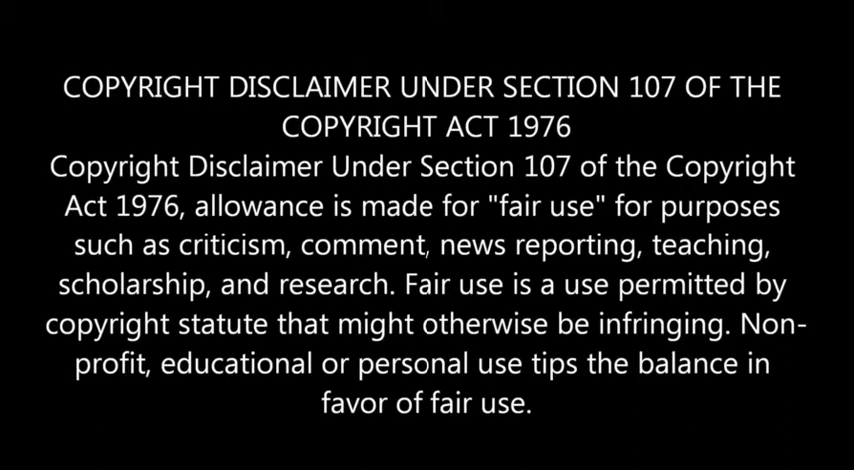 COPYRIGHT DISCLAIMER UNDER SECTION 107 OF THE
COPYRIGHT ACT 1976
Copyright Disclaimer Under Section 107 of the Copyright
Act 1976, allowance is made for "fair use" for purposes
such as criticism, comment, news reporting, teaching,
scholarship, and research. Fair use is a use permitted by
copyright statute that might otherwise be infringing. Non-
profit, educational or personal use tips the balance in
favor of fair use.